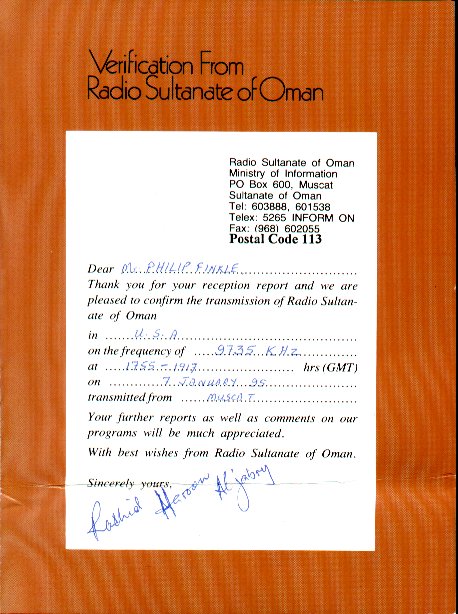 Verification From
Radio Sultanate of Oman
Radio Sultanate of Oman
Ministry of Information
PO Box 600, Muscat
Sultanate of Oman
Tel: 603888, 601538
Telex: 5265 INFORM ON
Fax: (968) 602055
Postal Code 113
Dear M. PHILIP FINKLE
Thank you for your reception report and we are
pleased to confirm the transmission of Radio Sultan-
ate of Oman
in U.S.A
on the frequency of 9735 KHz
at 1755 – 1917 hrs (GMT)
on 7 JANUARY 95
transmitted from MUSCAT
Your further reports as well as comments on our
programs will be much appreciated.
With best wishes from Radio Sultanate of Oman.
Sincerely yours,
Rashid Haroon Al jabry